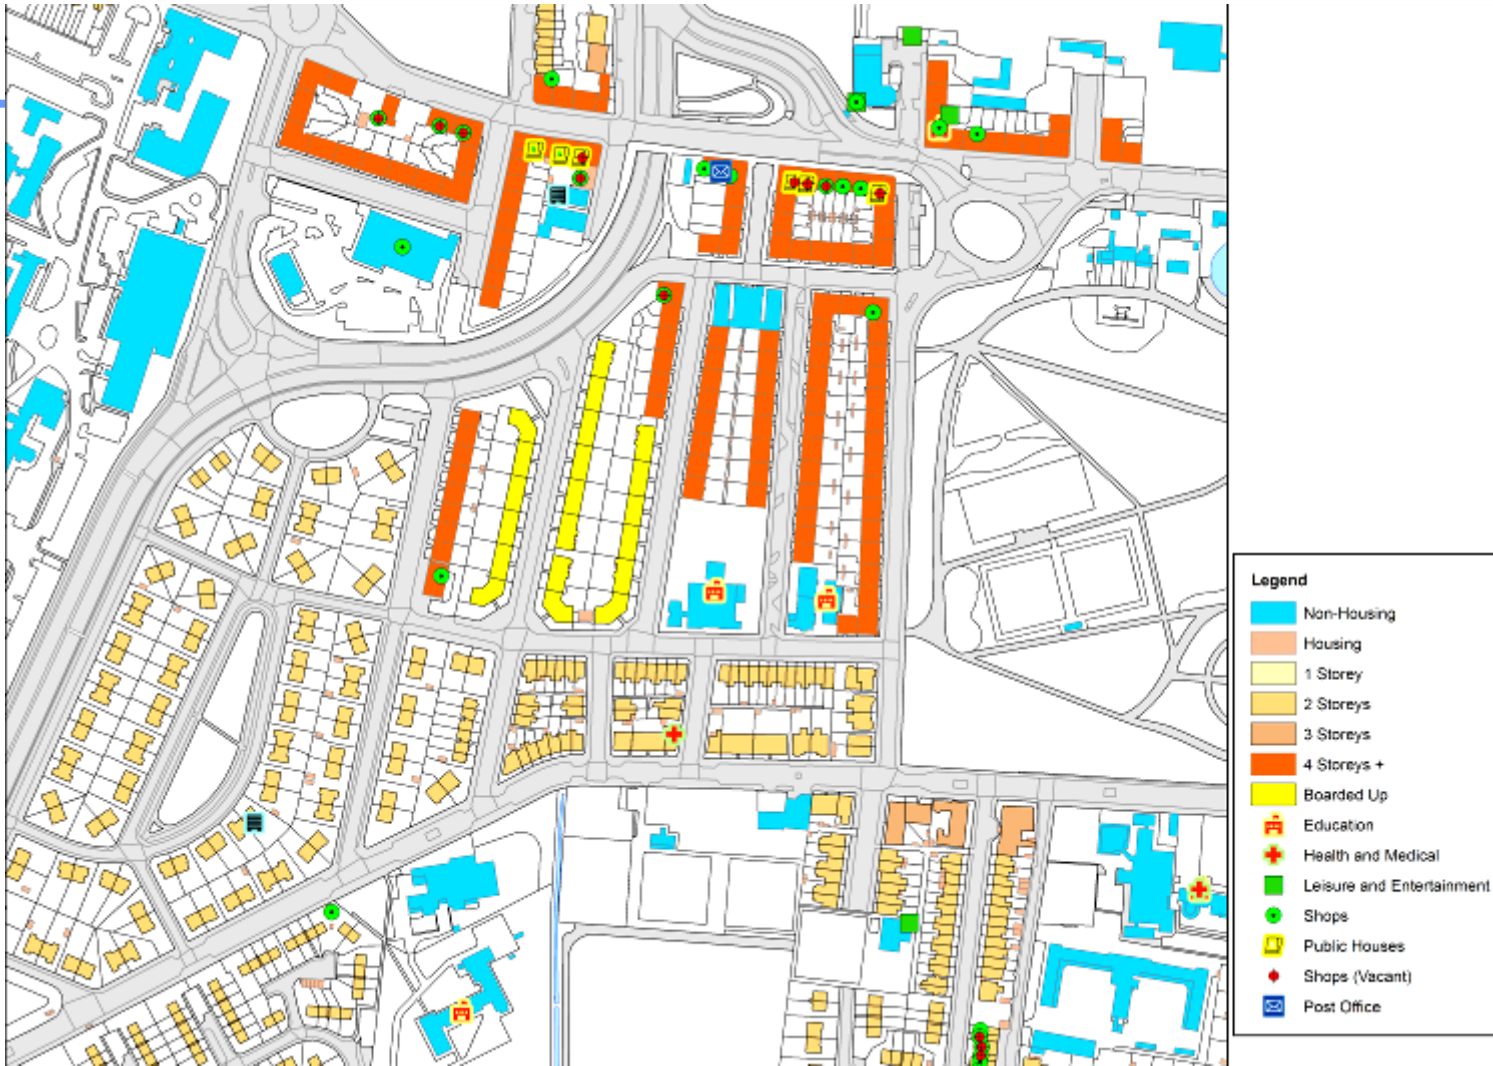 Legend
Non-Housing
Housing
1 Storey
2 Storeys
3 Storeys
4 Storeys +
Boarded Up
Education
Health and Medical
Leisure and Entertainment
Shops
Public Houses
Shops (Vacant)
Post Office